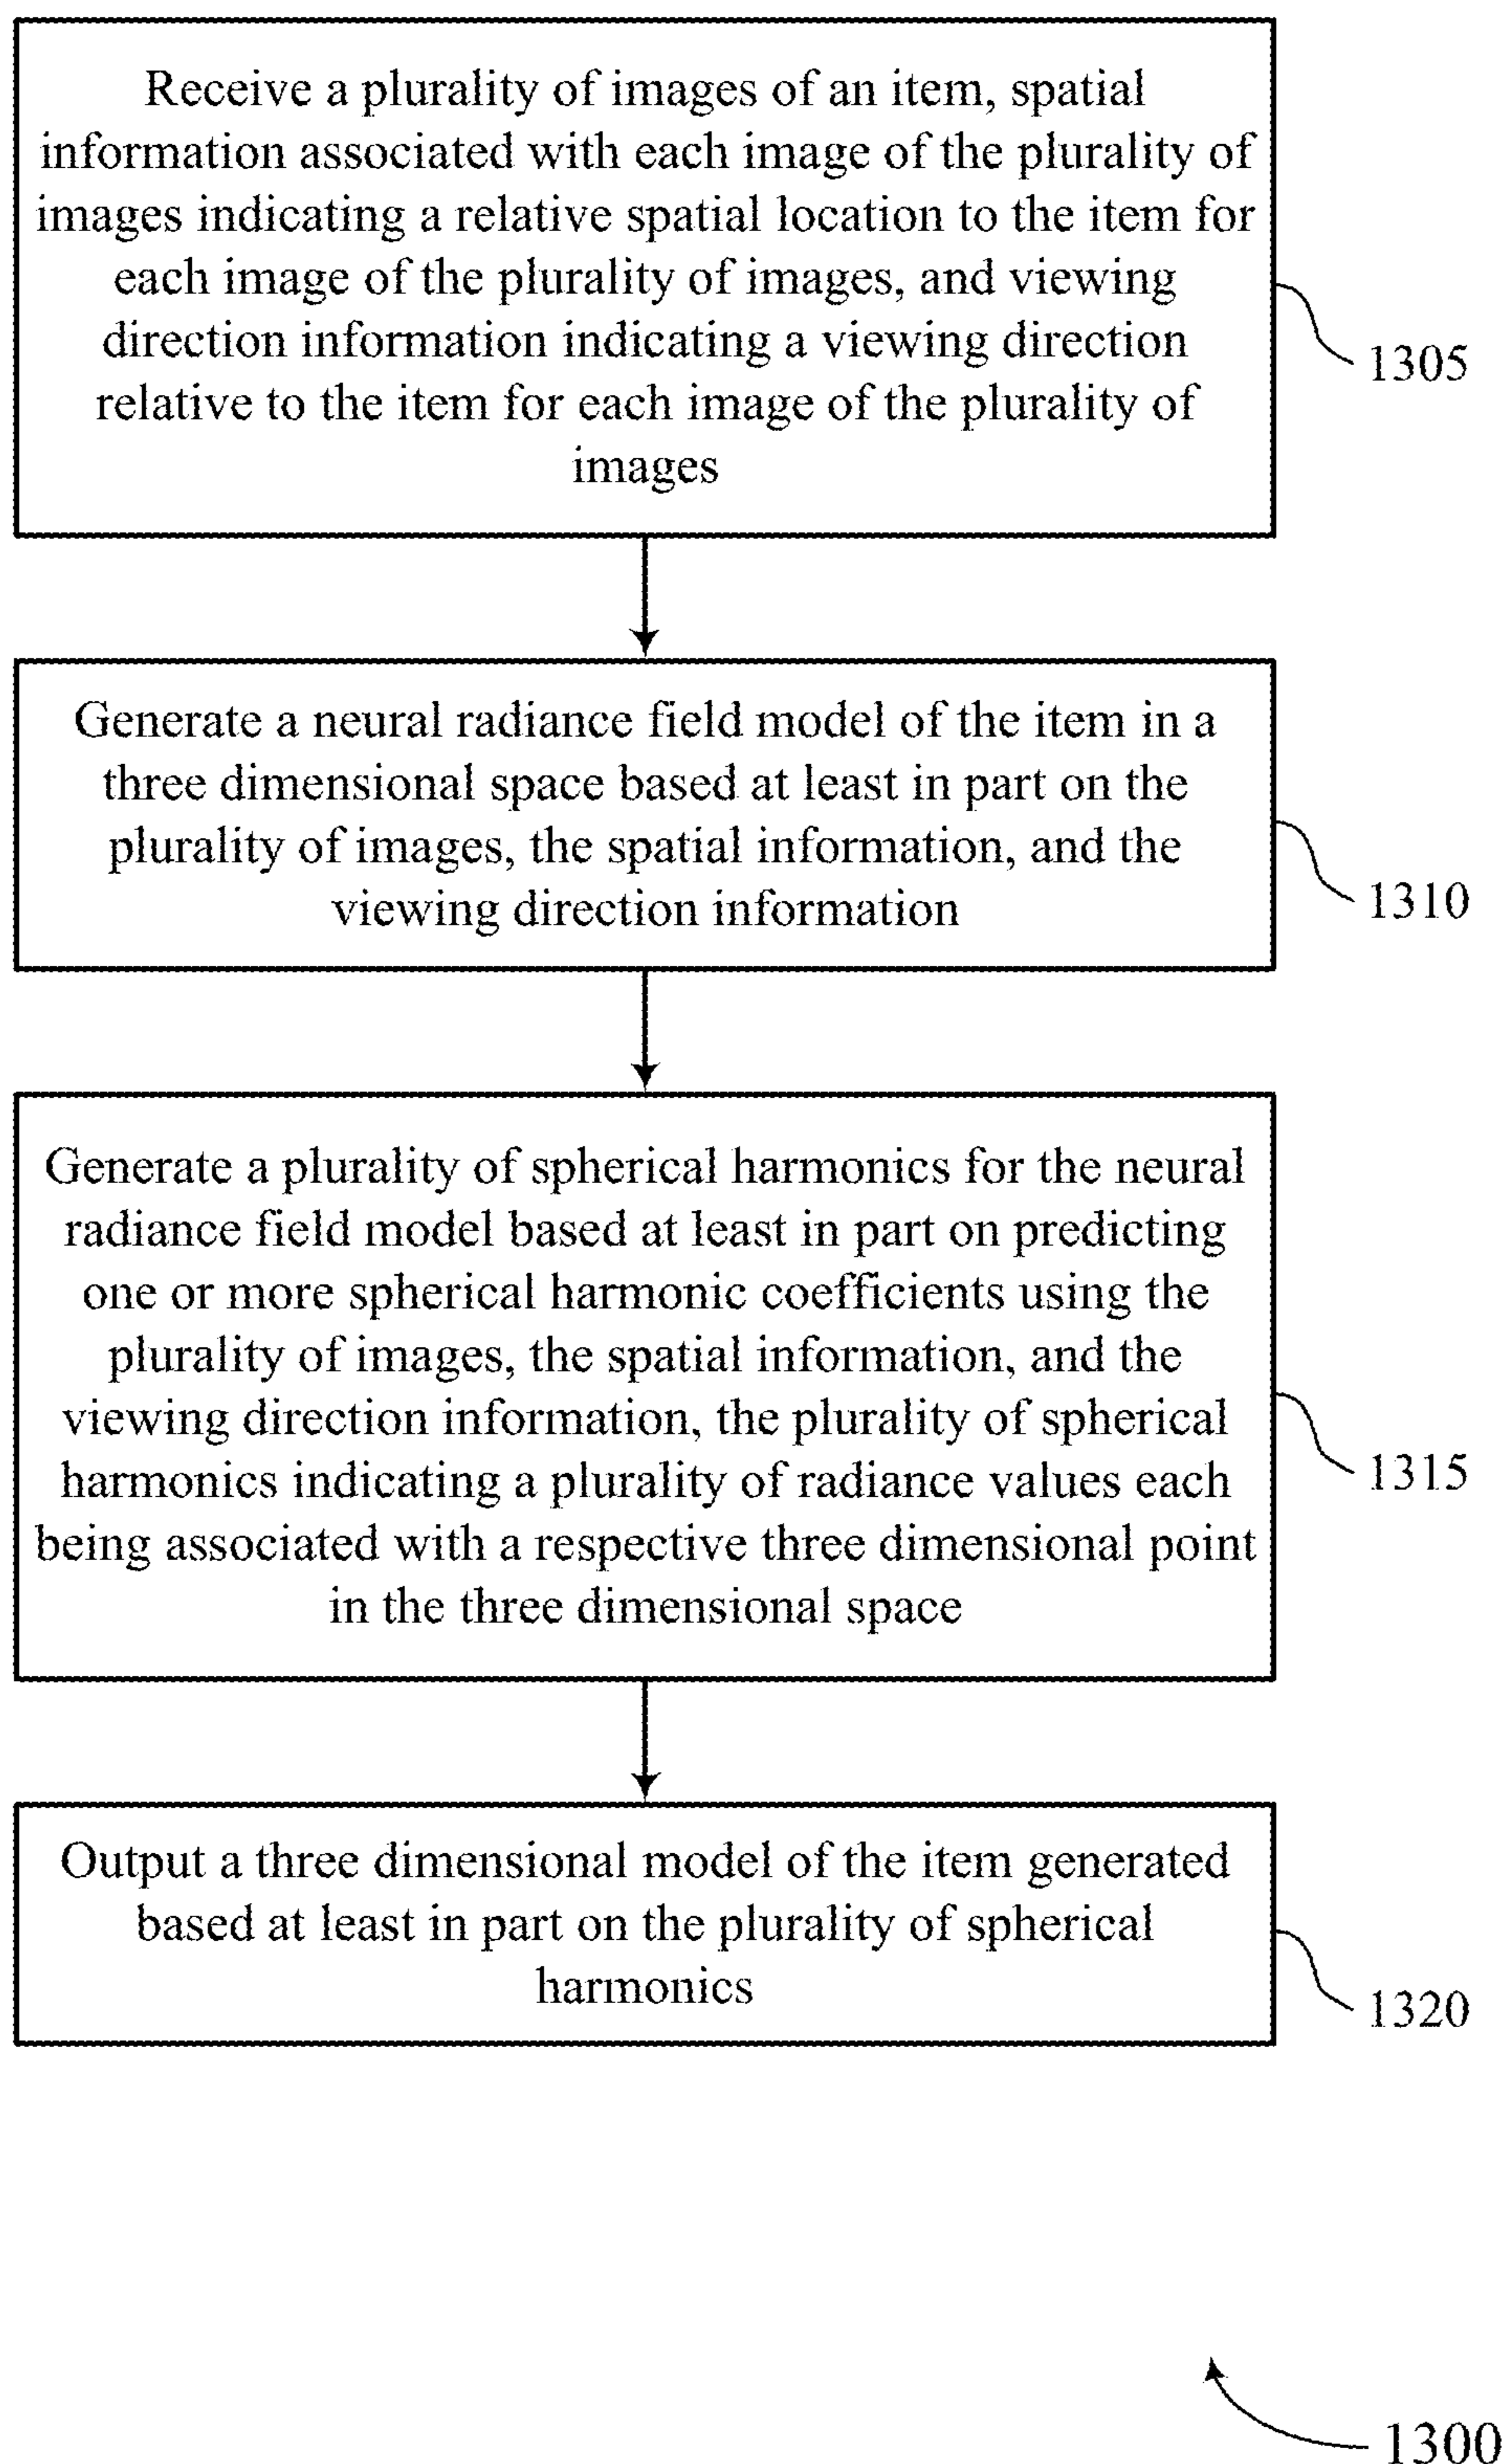 Receive a plurality of images of an item, spatial
information associated with each image of the plurality of
images indicating a relative spatial location to the item for
each image of the plurality of images, and viewing
direction information indicating a viewing direction
relative to the item for each image of the plurality of
images
1305
Generate a neural radiance field model of the item in a
three dimensional space based at least in part on the
plurality of images, the spatial information, and the
viewing direction information
1310
Generate a plurality of spherical harmonics for the neural
radiance field model based at least in part on predicting
one or more spherical harmonic coefficients using the
plurality of images, the spatial information, and the
viewing direction information, the plurality of spherical
harmonics indicating a plurality of radiance values each
being associated with a respective three dimensional point
in the three dimensional space
1315
Output a three dimensional model of the item generated
based at least in part on the plurality of spherical
harmonics
1320
1300